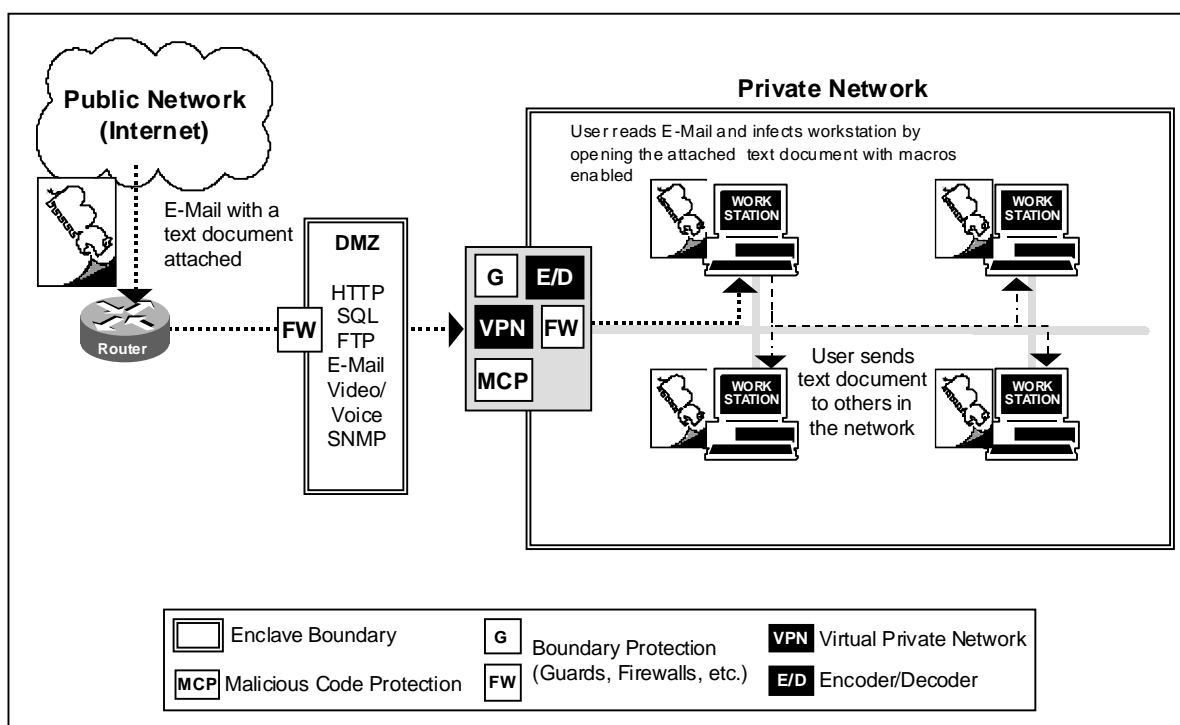 Public Network
(Internet)
E-Mail with a
text document
attached
Router
FW
DMZ
HTTP
SQL
FTP
E-Mail
Video/
Voice
SNMP
G
E/D
VPN
FW
MCP
Private Network
User reads E-Mail and infects workstation by
opening the attached text document with macros
enabled
WORK
STATION
WORK
STATION
User sends
text document
to others in
the network
WORK
STATION
WORK
STATION
Enclave Boundary
MCP
Malicious Code Protection
G
FW
Boundary Protection
(Guards, Firewalls, etc.)
VPN
Virtual Private Network
E/D
Encoder/Decoder